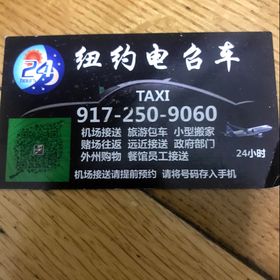 24
hours
纽约电召车
TAXI
917-250-9060
机场接送 旅游包车 小型搬家
赌场往返 远近接送 政府部门
外州购物 餐馆员工接送 24小时
机场接送请提前预约 请将号码存入手机